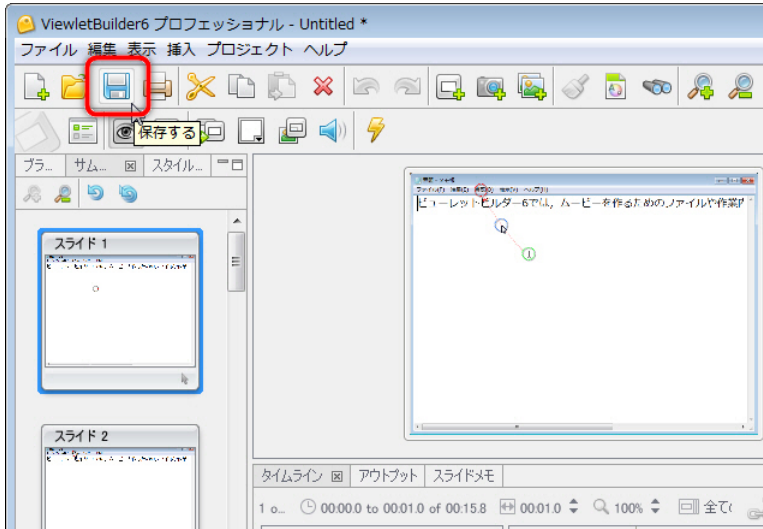 ViewletBuilder6 プロフェッショナル - Untitled *
ファイル 編集 表示 挿入 プロジェクト ヘルプ
保存する
ブラ... サム... スタイル...
スライド 1
スライド 2
ビューレットビルダー6では，ムービーを作るためのファイルや作業内
1
タイムライン アウトプット スライドメモ
1 o... 00:00.0 to 00:01.0 of 00:15.8 00:01.0 100% 全て